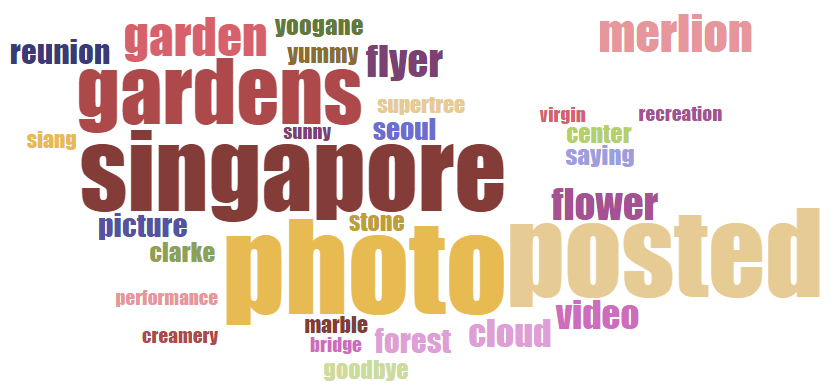 yoogane
garden
merlion
reunion
yummy
flyer
gardens
supertree
virgin
recreation
sunny
seoul
center
siang
saying
singapore
flower
picture
stone
posted
clarke
photo
performance
video
marble
cloud
creamery
bridge
forest
goodbye